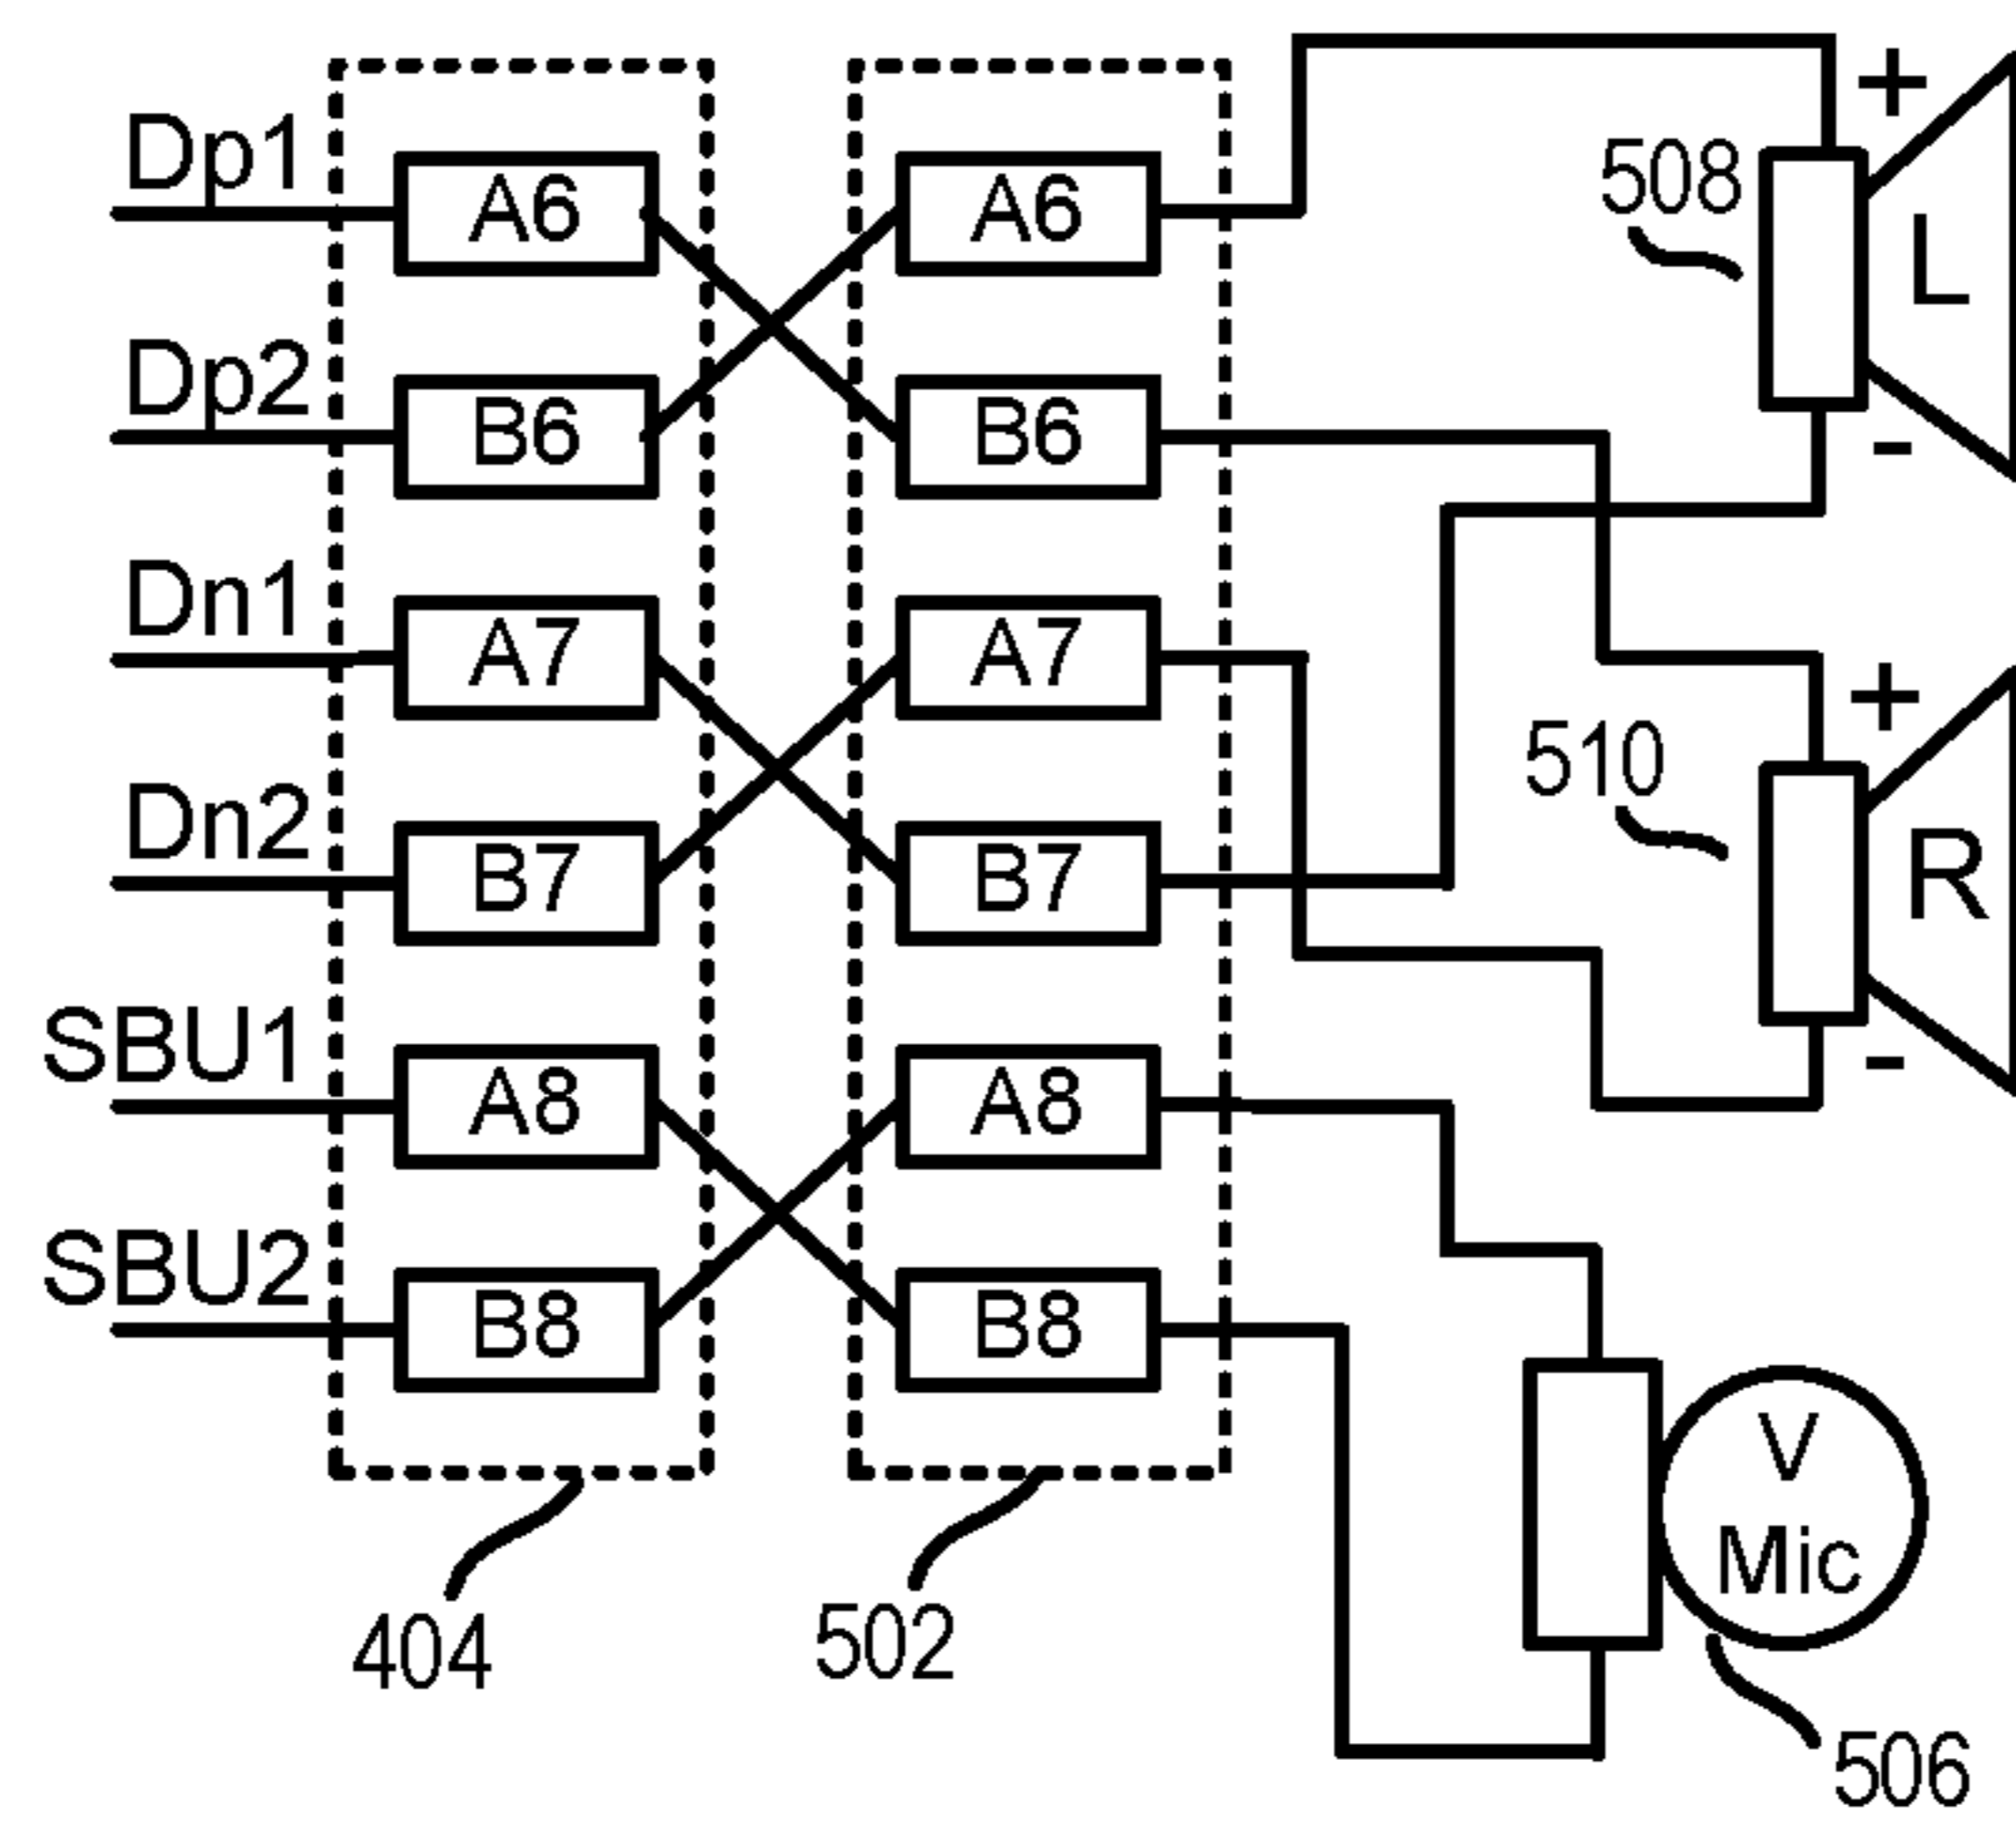 Dp1
A6
A6
+
508
L
Dp2
B6
B6
-
Dn1
A7
A7
+
510
R
Dn2
B7
B7
-
SBU1
A8
A8
SBU2
B8
B8
V
Mic
404
502
506